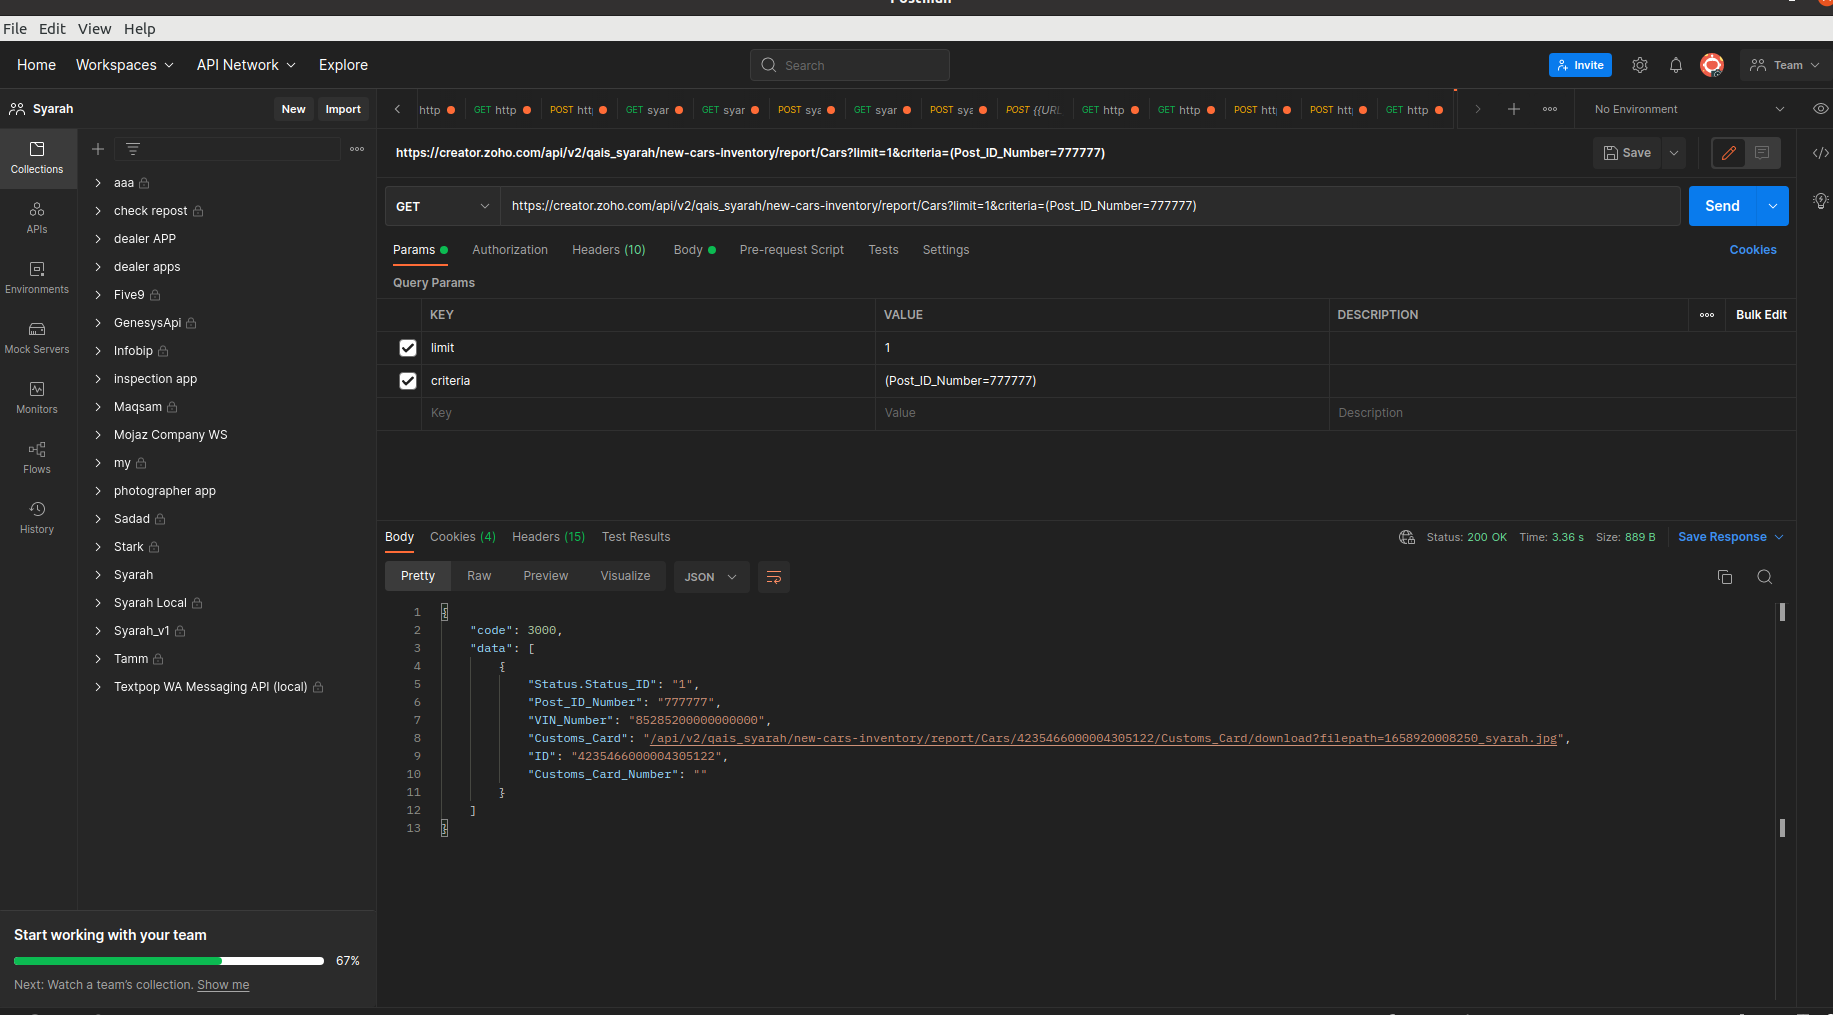 Postman
File Edit View Help
Home Workspaces API Network Explore Search Invite Team
Syarah New Import
http GET http POST htt GET syar GET syar POST sya GET syar POST sya POST {{URL GET http GET http POST htt POST htt GET http No Environment
Collections
APIs
Environments
Mock Servers
Monitors
Flows
History
aaa
check repost
dealer APP
dealer apps
Five9
GenesysApi
Infobip
inspection app
Maqsam
Mojaz Company WS
my
photographer app
Sadad
Stark
Syarah
Syarah Local
Syarah_v1
Tamm
Textpop WA Messaging API (local)
Start working with your team
67%
Next: Watch a team's collection. Show me
https://creator.zoho.com/api/v2/qais_syarah/new-cars-inventory/report/Cars?limit=1&criteria=(Post_ID_Number=777777) Save
GET https://creator.zoho.com/api/v2/qais_syarah/new-cars-inventory/report/Cars?limit=1&criteria=(Post_ID_Number=777777) Send
Params Authorization Headers (10) Body Pre-request Script Tests Settings Cookies
Query Params
KEY VALUE DESCRIPTION Bulk Edit
limit 1
criteria (Post_ID_Number=777777)
Key Value Description
Body Cookies (4) Headers (15) Test Results Status: 200 OK Time: 3.36 s Size: 889 B Save Response
Pretty Raw Preview Visualize JSON
1 {
2 "code": 3000,
3 "data": [
4 {
5 "Status.Status_ID": "1",
6 "Post_ID_Number": "777777",
7 "VIN_Number": "85285200000000000",
8 "Customs_Card": "/api/v2/qais_syarah/new-cars-inventory/report/Cars/4235466000004305122/Customs_Card/download?filepath=1658920008250_syarah.jpg",
9 "ID": "4235466000004305122",
10 "Customs_Card_Number": ""
11 }
12 ]
13 }